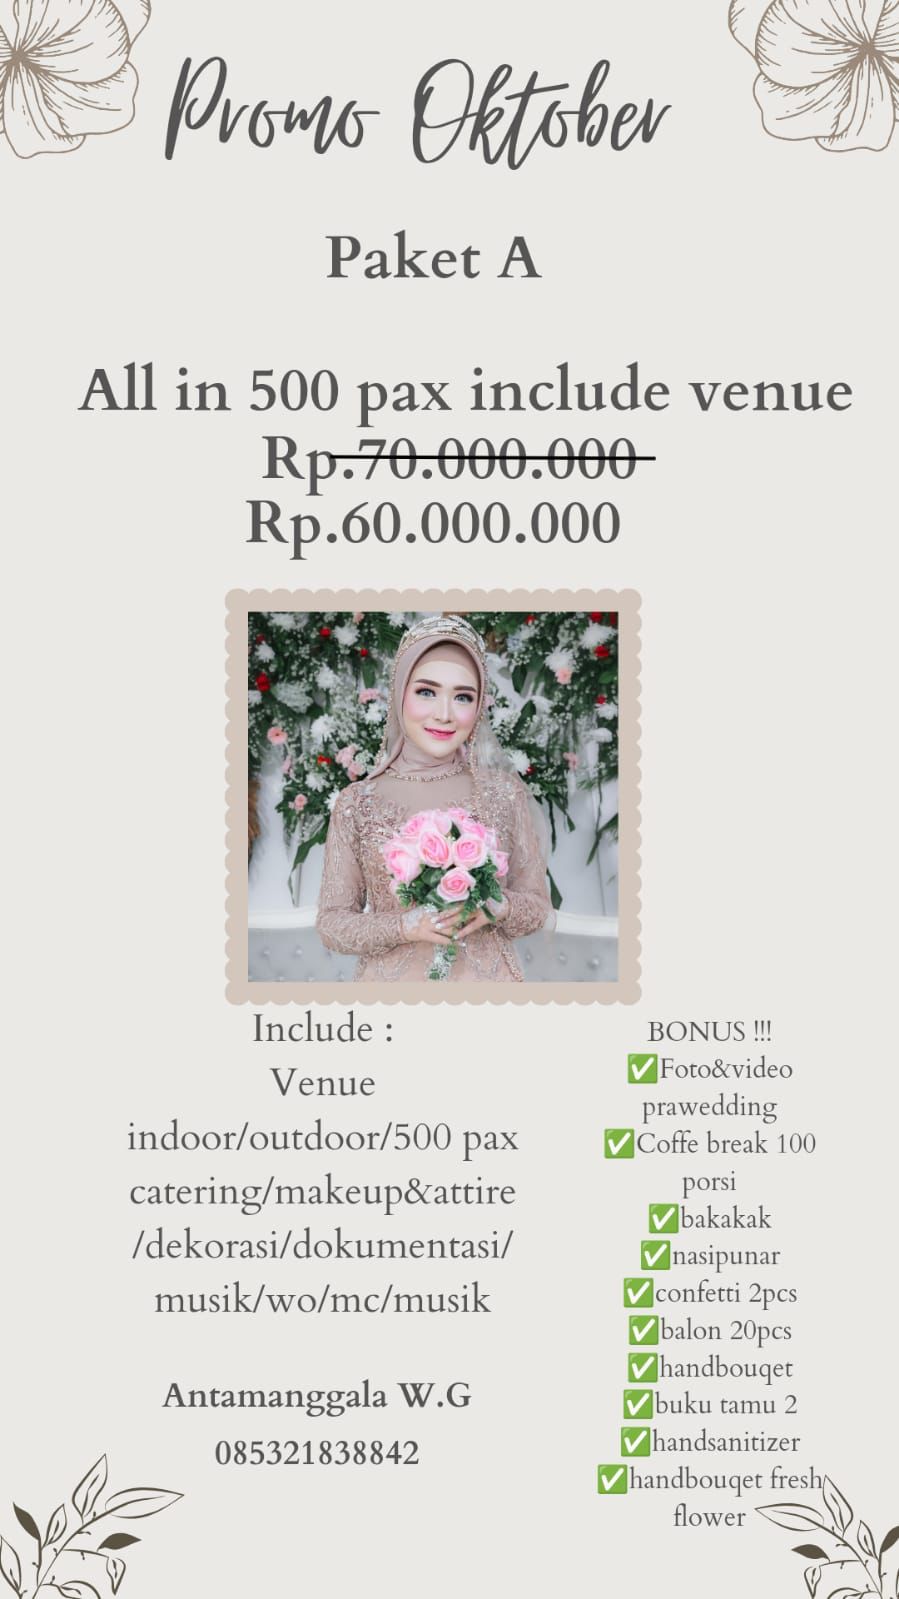 Promo Oktober
Paket A
All in 500 pax include venue
Rp.70.000.000
Rp.60.000.000
Include :
Venue
indoor/outdoor/500 pax
catering/makeup&attire
/dekorasi/dokumentasi/
musik/wo/mc/musik
Antamanggala W.G
085321838842
BONUS !!!
✅Foto&video
prawedding
✅Coffe break 100
porsi
✅bakakak
✅nasipunar
✅confetti 2pcs
✅balon 20pcs
✅handbouqet
✅buku tamu 2
✅handsanitizer
✅handbouqet fresh
flower